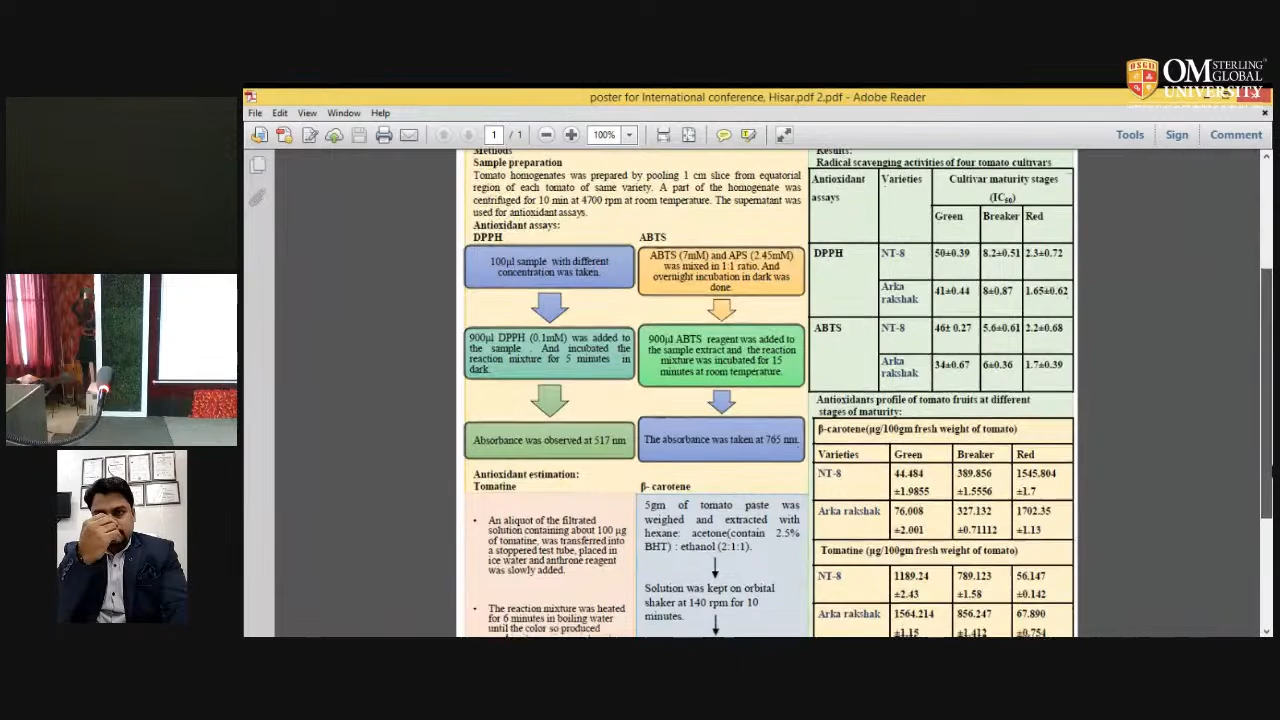 OSGU
OM STERLING GLOBAL UNIVERSITY
poster for International conference, Hisar.pdf 2.pdf - Adobe Reader
File Edit View Window Help
1 / 1
100%
Tools Sign Comment
Methods
Sample preparation
Tomato homogenates was prepared by pooling 1 cm slice from equatorial
region of each tomato of same variety. A part of the homogenate was
centrifuged for 10 min at 4700 rpm at room temperature. The supernatant was
used for antioxidant assays.
Antioxidant assays:
DPPH ABTS
100µl sample with different
concentration was taken.
ABTS (7mM) and APS (2.45mM)
was mixed in 1:1 ratio. And
overnight incubation in dark was
done.
900µl DPPH (0.1mM) was added to
the sample . And incubated the
reaction mixture for 5 minutes in
dark.
900µl ABTS reagent was added to
the sample extract and the reaction
mixture was incubated for 15
minutes at room temperature.
Absorbance was observed at 517 nm
The absorbance was taken at 765 nm.
Antioxidant estimation:
Tomatine
• An aliquot of the filtrated
solution containing about 100 µg
of tomatine, was transferred into
a stoppered test tube, placed in
ice water and anthrone reagent
was slowly added.
• The reaction mixture was heated
for 6 minutes in boiling water
until the color so produced
β- carotene
5gm of tomato paste was
weighed and extracted with
hexane: acetone(contain 2.5%
BHT) : ethanol (2:1:1).
Solution was kept on orbital
shaker at 140 rpm for 10
minutes.
Results:
Radical scavenging activities of four tomato cultivars
Antioxidant assays Varieties Cultivar maturity stages (IC50)
Green Breaker Red
DPPH NT-8 50±0.39 8.2±0.51 2.3±0.72
Arka rakshak 41±0.44 8±0.87 1.65±0.62
ABTS NT-8 46± 0.27 5.6±0.61 2.2±0.68
Arka rakshak 34±0.67 6±0.36 1.7±0.39
Antioxidants profile of tomato fruits at different
stages of maturity:
β-carotene(µg/100gm fresh weight of tomato)
Varieties Green Breaker Red
NT-8 44.484 389.856 1545.804
±1.9855 ±1.5556 ±1.7
Arka rakshak 76.008 327.132 1702.35
±2.001 ±0.71112 ±1.13
Tomatine (µg/100gm fresh weight of tomato)
NT-8 1189.24 789.123 56.147
±2.43 ±1.58 ±0.142
Arka rakshak 1564.214 856.247 67.890
±1.15 ±1.412 ±0.754